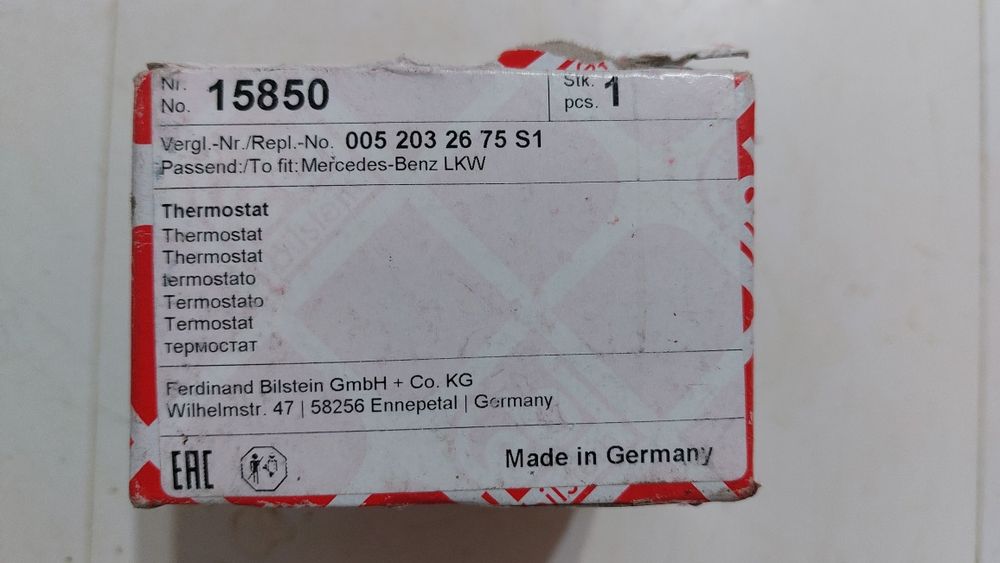 Nr.
No. 15850
Stk.
pcs. 1
Vergl.-Nr./Repl.-No. 005 203 26 75 S1
Passend:/To fit: Mercedes-Benz LKW
Thermostat
Thermostat
Thermostat
termostato
Termostato
Termostat
термостат
Ferdinand Bilstein GmbH + Co. KG
Wilhelmstr. 47 | 58256 Ennepetal | Germany
EAC
Made in Germany